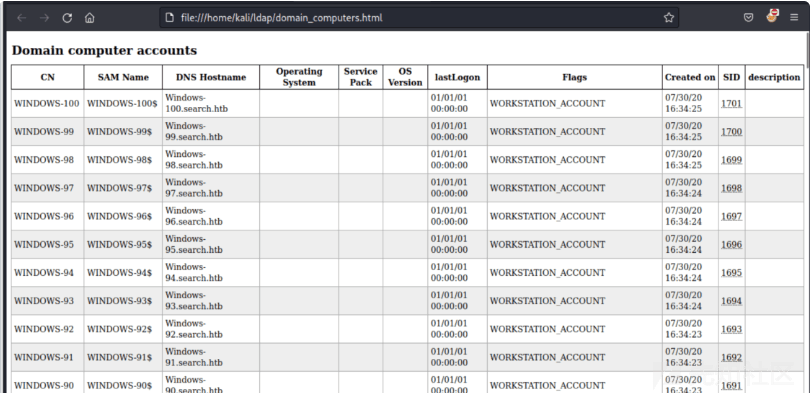 file:///home/kali/ldap/domain_computers.html
Domain computer accounts
CN SAM Name DNS Hostname Operating System Service Pack OS Version lastLogon Flags Created on SID description
WINDOWS-100 WINDOWS-100$ Windows-100.search.htb 01/01/01 00:00:00 WORKSTATION_ACCOUNT 07/30/20 16:34:25 1701
WINDOWS-99 WINDOWS-99$ Windows-99.search.htb 01/01/01 00:00:00 WORKSTATION_ACCOUNT 07/30/20 16:34:25 1700
WINDOWS-98 WINDOWS-98$ Windows-98.search.htb 01/01/01 00:00:00 WORKSTATION_ACCOUNT 07/30/20 16:34:25 1699
WINDOWS-97 WINDOWS-97$ Windows-97.search.htb 01/01/01 00:00:00 WORKSTATION_ACCOUNT 07/30/20 16:34:24 1698
WINDOWS-96 WINDOWS-96$ Windows-96.search.htb 01/01/01 00:00:00 WORKSTATION_ACCOUNT 07/30/20 16:34:24 1697
WINDOWS-95 WINDOWS-95$ Windows-95.search.htb 01/01/01 00:00:00 WORKSTATION_ACCOUNT 07/30/20 16:34:24 1696
WINDOWS-94 WINDOWS-94$ Windows-94.search.htb 01/01/01 00:00:00 WORKSTATION_ACCOUNT 07/30/20 16:34:24 1695
WINDOWS-93 WINDOWS-93$ Windows-93.search.htb 01/01/01 00:00:00 WORKSTATION_ACCOUNT 07/30/20 16:34:24 1694
WINDOWS-92 WINDOWS-92$ Windows-92.search.htb 01/01/01 00:00:00 WORKSTATION_ACCOUNT 07/30/20 16:34:23 1693
WINDOWS-91 WINDOWS-91$ Windows-91.search.htb 01/01/01 00:00:00 WORKSTATION_ACCOUNT 07/30/20 16:34:23 1692
WINDOWS-90 WINDOWS-90$ Windows-90.search.htb 01/01/01 00:00:00 WORKSTATION_ACCOUNT 07/30/20 16:34:23 1691